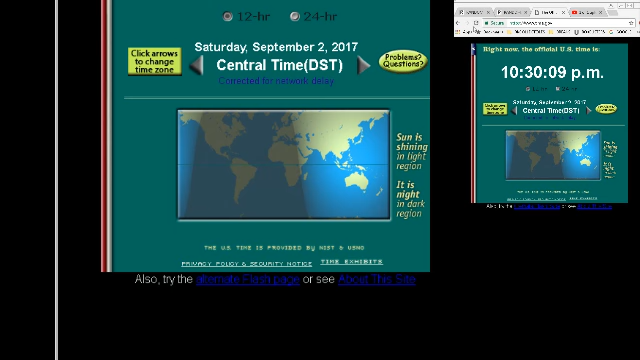 12-hr 24-hr
Saturday, September 2, 2017
Click arrows
to change
time zone
Central Time(DST)
Problems?
Questions?
Corrected for network delay
Sun is
shining
in light
region
It is
night
in dark
region
THE U.S. TIME IS PROVIDED BY NIST & USNO
PRIVACY POLICY & SECURITY NOTICE TIME EXHIBITS
Also, try the alternate Flash page or see About This Site
Secure
Right now, the official U.S. time is:
10:30:09 p.m.
Saturday, September 2, 2017
Central Time(DST)